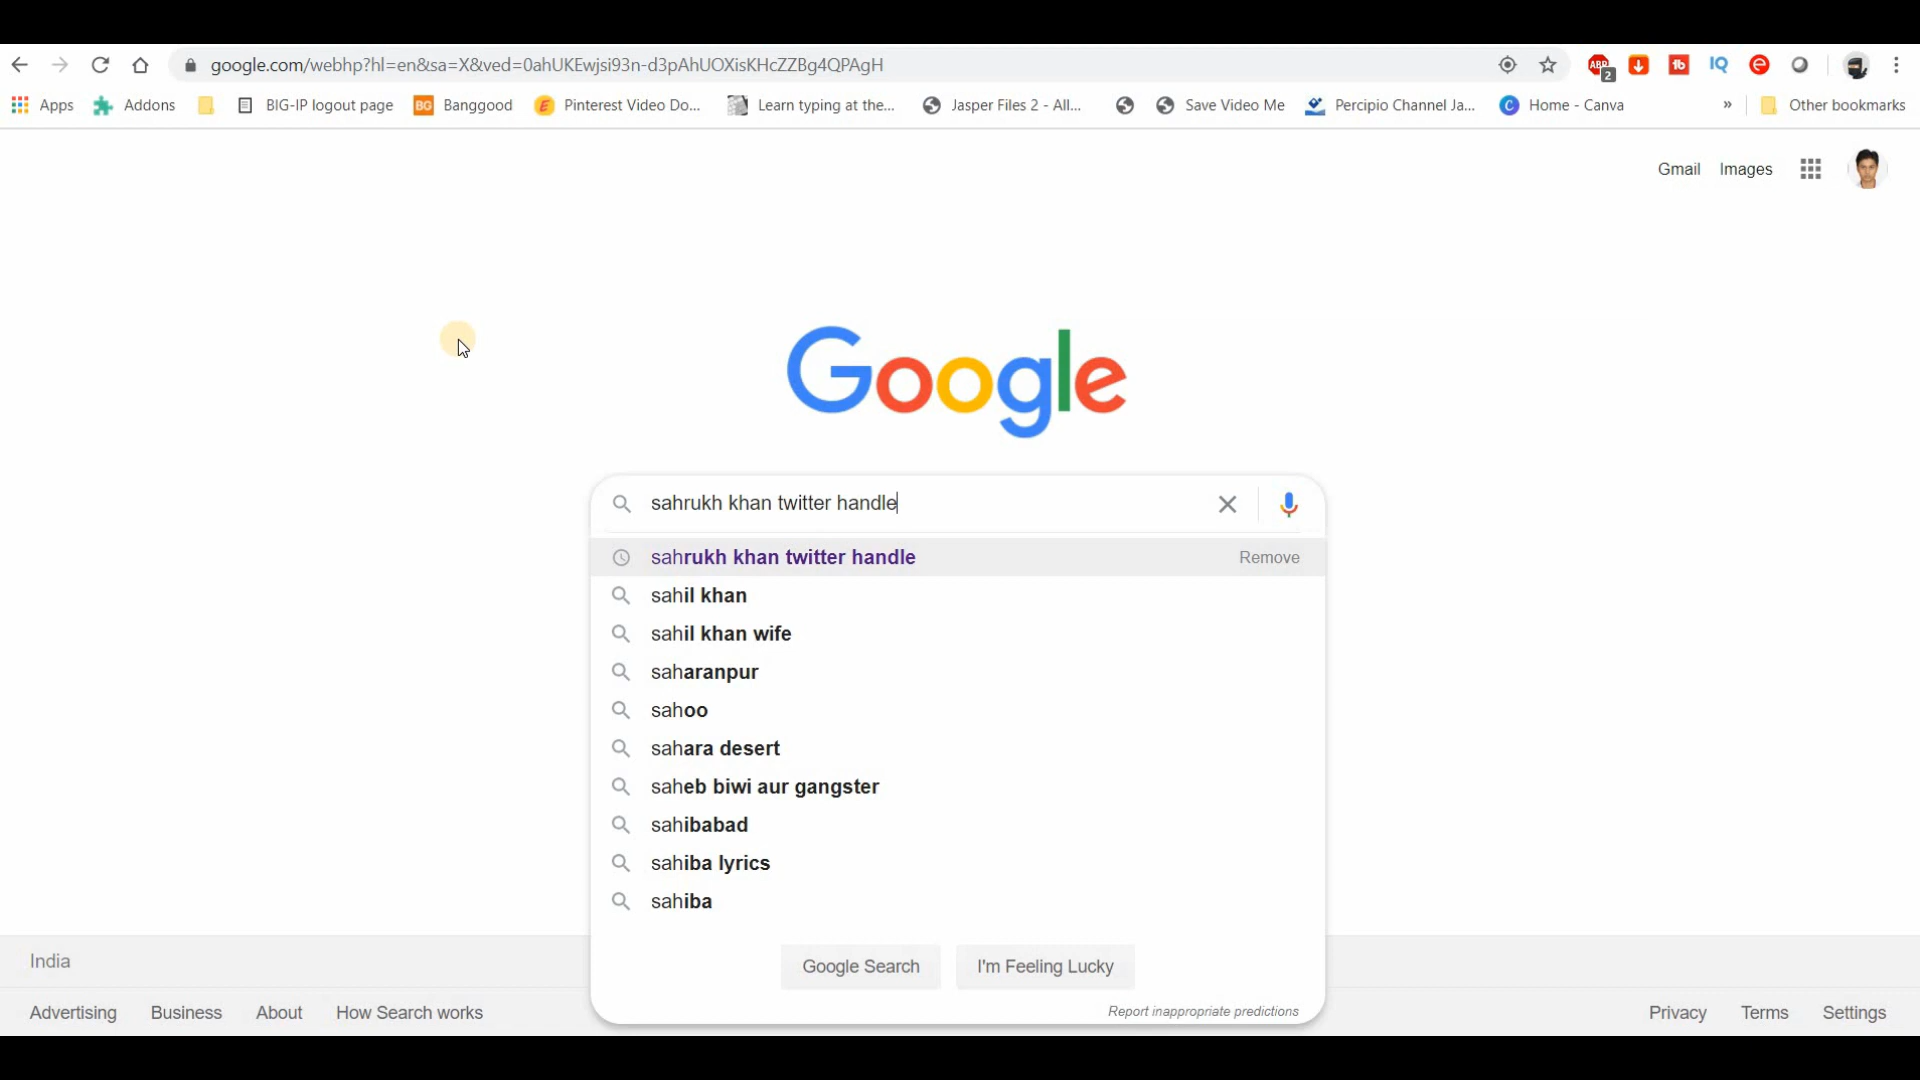 google.com/webhp?hl=en&sa=X&ved=0ahUKEwjsi93n-d3pAhUOXisKHcZZBg4QPAgH
ABP 2 IQ e
Apps Addons BIG-IP logout page BG Banggood Pinterest Video Do... Learn typing at the... Jasper Files 2 - All... Save Video Me Percipio Channel Ja... Home - Canva » Other bookmarks
Gmail Images
Google
sahrukh khan twitter handle
sahrukh khan twitter handle Remove
sahil khan
sahil khan wife
saharanpur
sahoo
sahara desert
saheb biwi aur gangster
sahibabad
sahiba lyrics
sahiba
Google Search I'm Feeling Lucky
Report inappropriate predictions
India
Advertising Business About How Search works Privacy Terms Settings